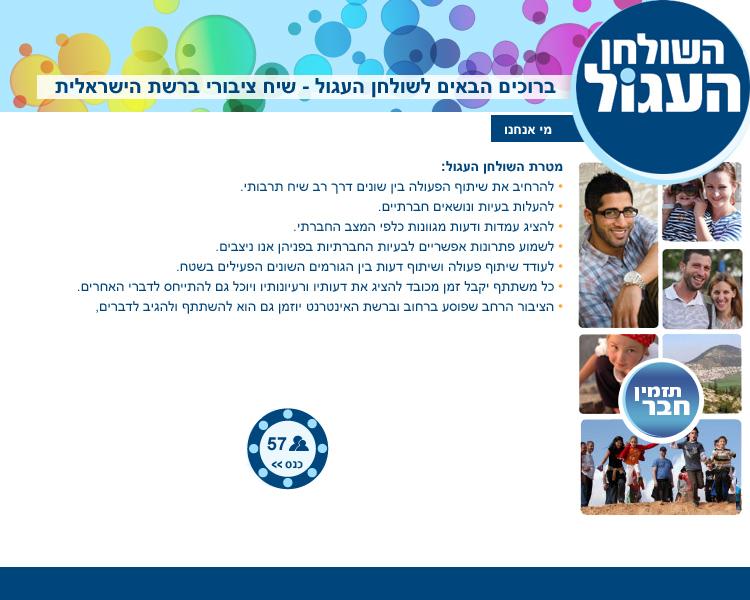 השולחן
העגול
ברוכים הבאים לשולחן העגול - שיח ציבורי ברשת הישראלית
מי אנחנו
מטרת השולחן העגול:
• להרחיב את שיתוף הפעולה בין שונים דרך רב שיח תרבותי.
• להעלות בעיות ונושאים חברתיים.
• להציג עמדות ודעות מגוונות כלפי המצב החברתי.
• לשמוע פתרונות אפשריים לבעיות החברתיות בפניהן אנו ניצבים.
• לעודד שיתוף פעולה ושיתוף דעות בין הגורמים השונים הפעילים בשטח.
• כל משתתף יקבל זמן מכובד להציג את דעותיו ורעיונותיו ויוכל גם להתייחס לדברי האחרים.
• הציבור הרחב שפוסע ברחוב וברשת האינטרנט יוזמן גם הוא להשתתף ולהגיב לדברים,
תזמין
חבר
57
כנס >>